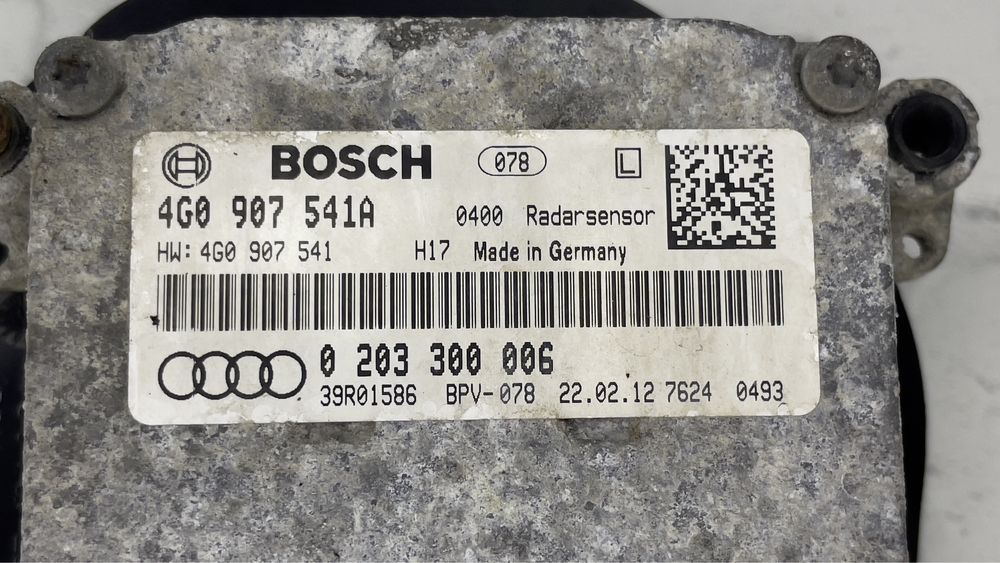 BOSCH 078 L
4G0 907 541A 0400 Radarsensor
HW: 4G0 907 541 H17 Made in Germany
0 203 300 006
39R01586 BPV-078 22.02.12 7624 0493